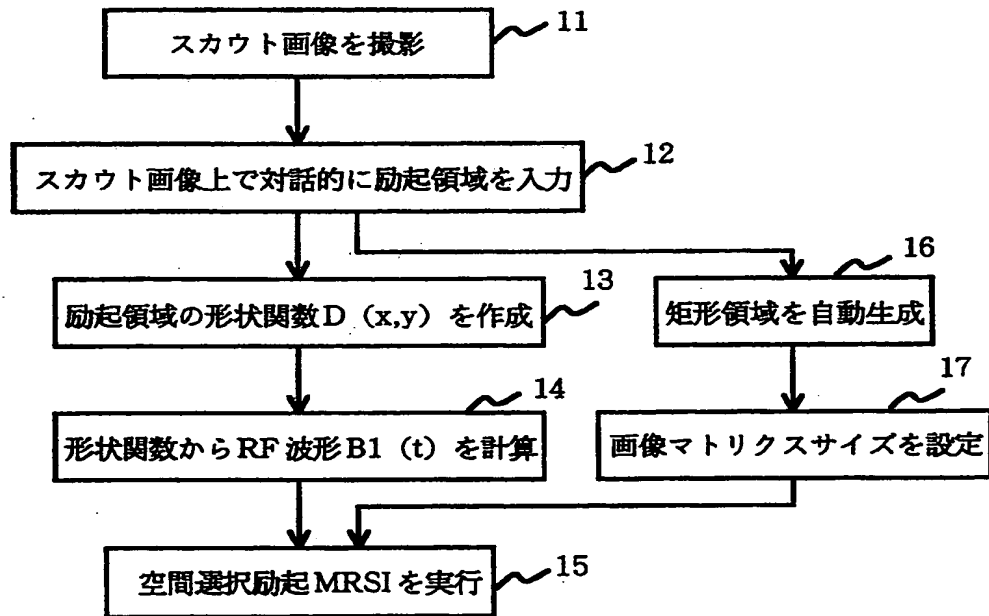 スカウト画像を撮影
11
スカウト画像上で対話的に励起領域を入力
12
励起領域の形状関数D（x,y）を作成
13
矩形領域を自動生成
16
形状関数からRF波形B1（t）を計算
14
画像マトリクスサイズを設定
17
空間選択励起MRSIを実行
15